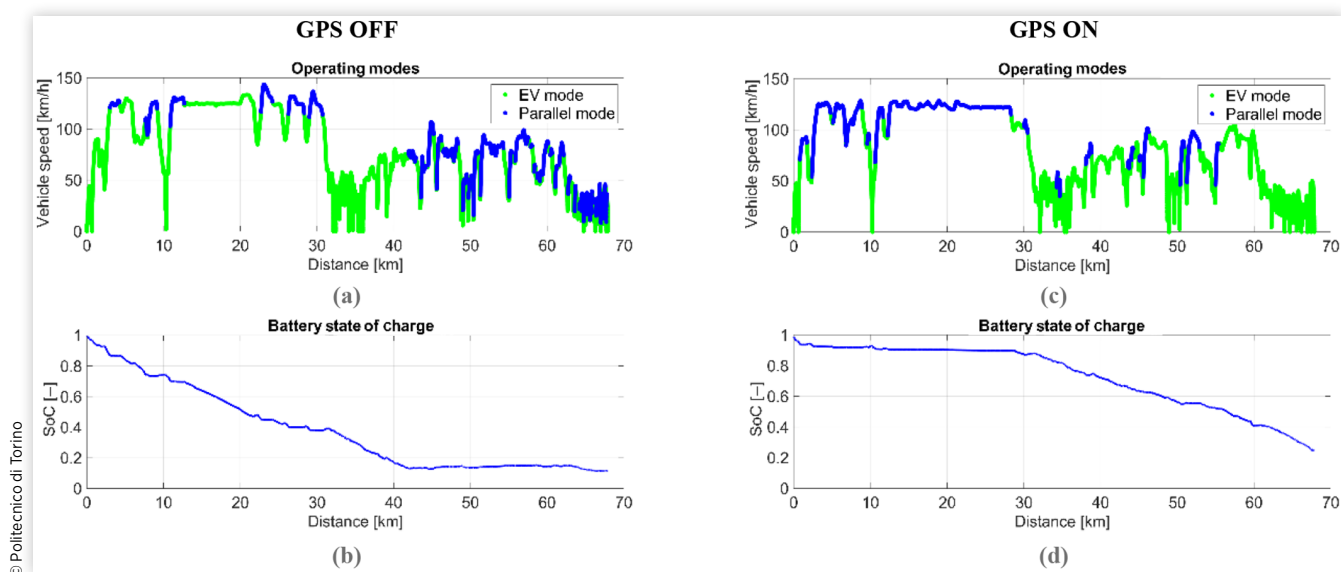 GPS OFF
Operating modes
Vehicle speed [km/h]
150
100
50
0
EV mode
Parallel mode
0 10 20 30 40 50 60 70
Distance [km]
(a)
Battery state of charge
SoC [–]
1
0.8
0.6
0.4
0.2
0
0 10 20 30 40 50 60 70
Distance [km]
(b)
GPS ON
Operating modes
Vehicle speed [km/h]
150
100
50
0
EV mode
Parallel mode
0 10 20 30 40 50 60 70
Distance [km]
(c)
Battery state of charge
SoC [–]
1
0.8
0.6
0.4
0.2
0
0 10 20 30 40 50 60 70
Distance [km]
(d)
© Politecnico di Torino